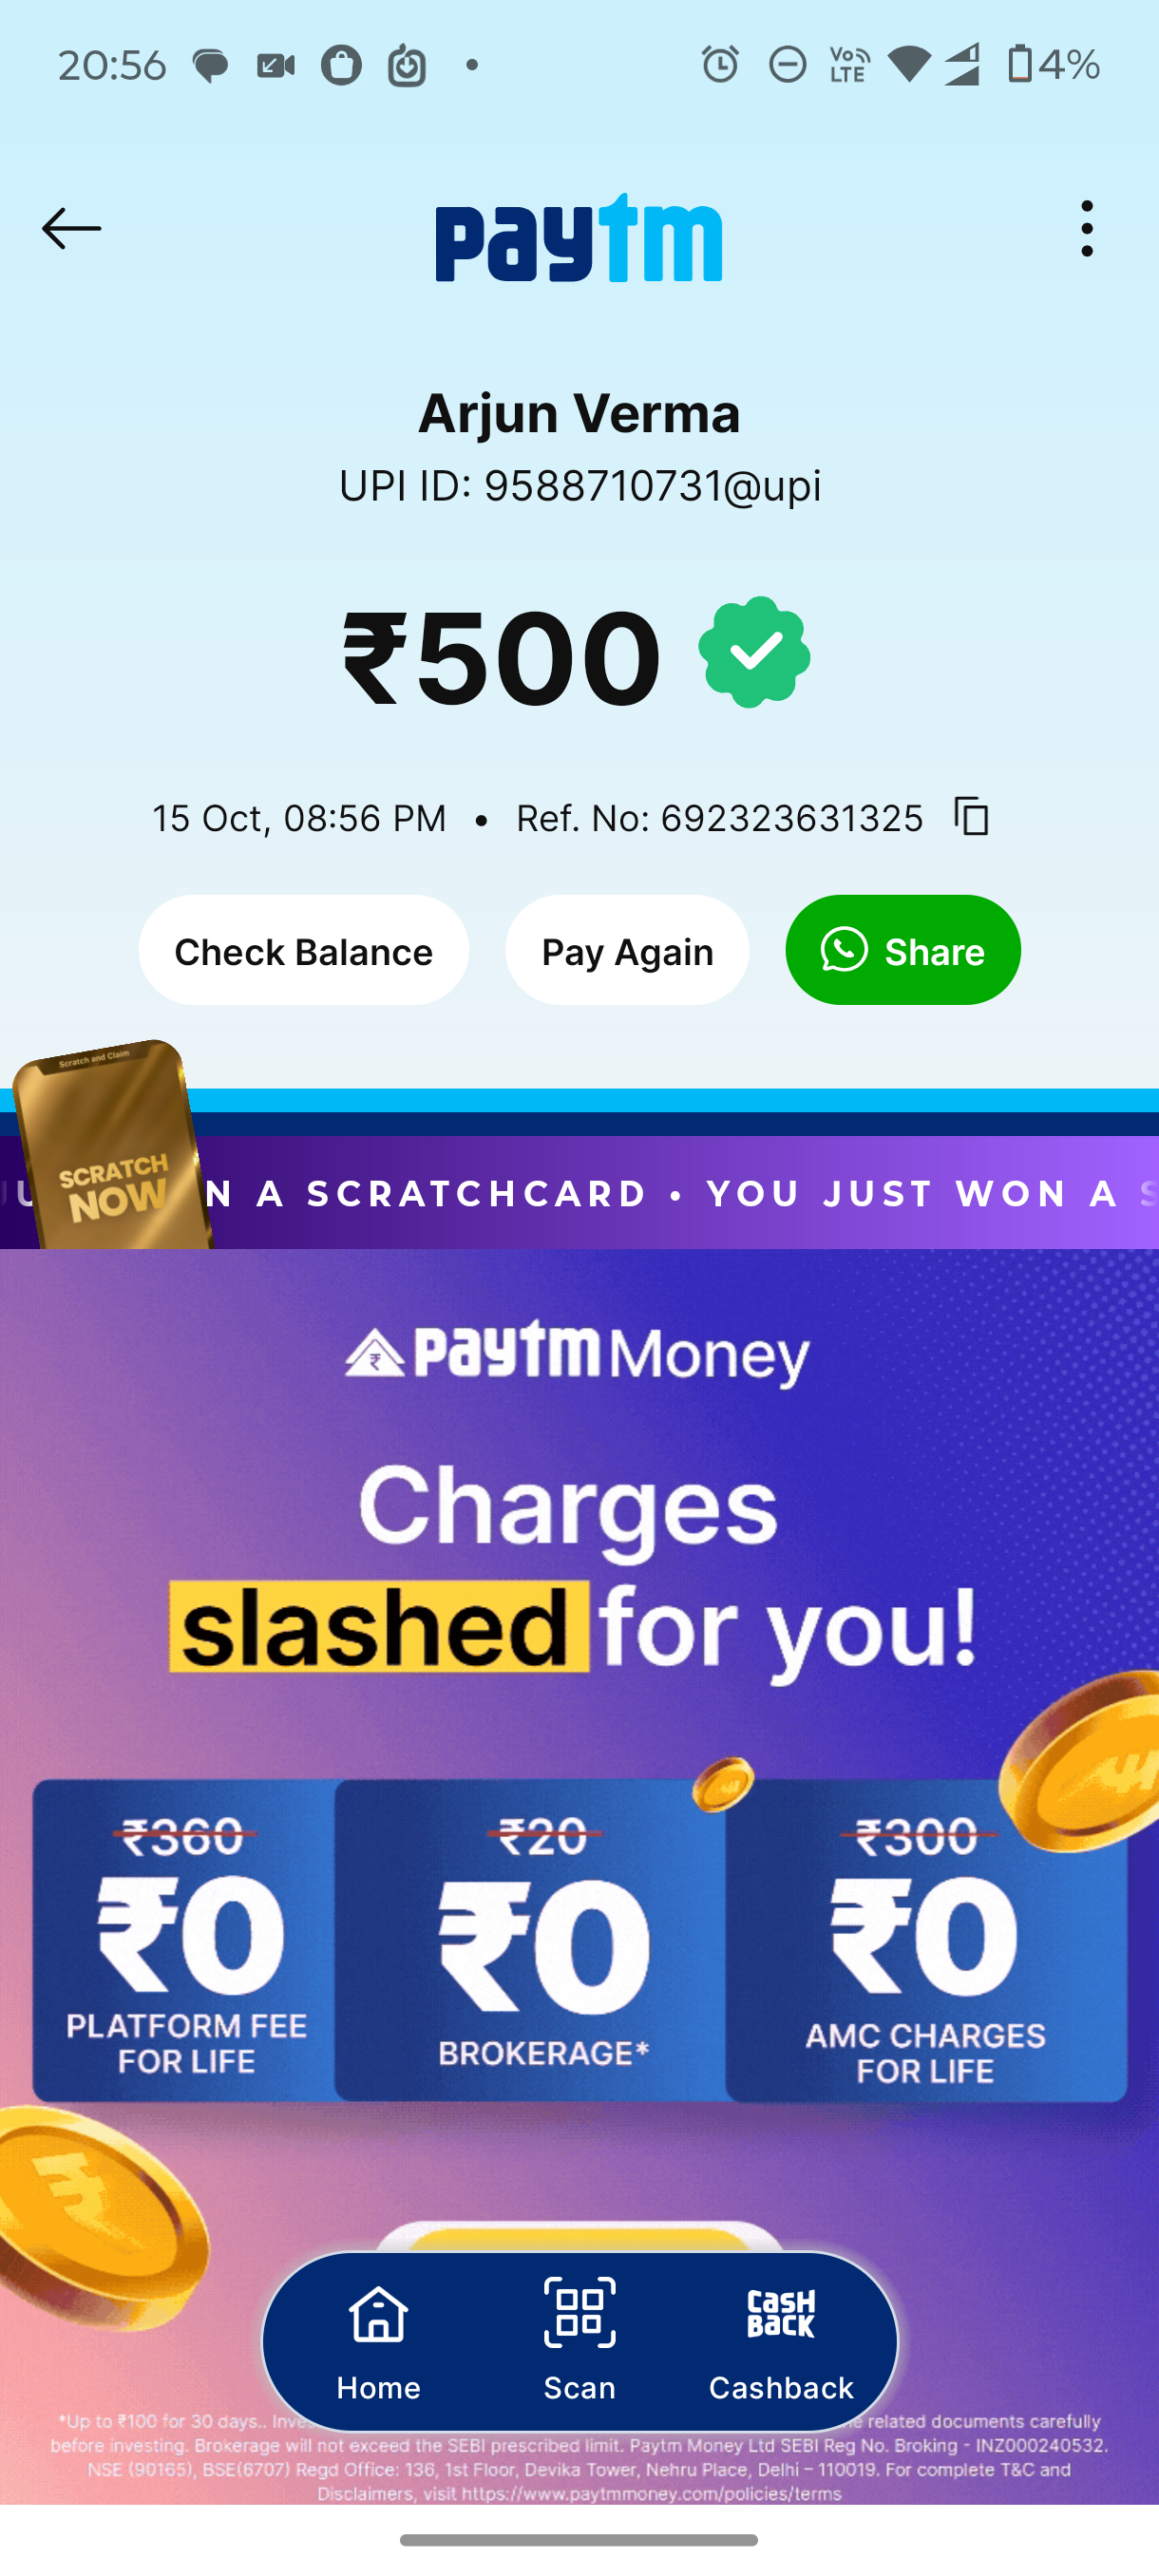 20:56 Vo LTE 4%
paytm
Arjun Verma
UPI ID: 9588710731@upi
₹500
15 Oct, 08:56 PM • Ref. No: 692323631325
Check Balance Pay Again Share
Scratch and Claim
SCRATCH
NOW
N A SCRATCHCARD • YOU JUST WON A S
paytm Money
Charges
slashed for you!
₹360 ₹20 ₹300
₹0 ₹0 ₹0
PLATFORM FEE
FOR LIFE
BROKERAGE*
AMC CHARGES
FOR LIFE
CASH
BACK
Home Scan Cashback
*Up to ₹100 for 30 days.. related documents carefully
before investing. Brokerage will not exceed the SEBI prescribed limit. Paytm Money Ltd SEBI Reg No. Broking - INZ000240532.
NSE (90165), BSE(6707) Regd Office: 136, 1st Floor, Devika Tower, Nehru Place, Delhi – 110019. For complete T&C and
Disclaimers, visit https://www.paytmmoney.com/policies/terms